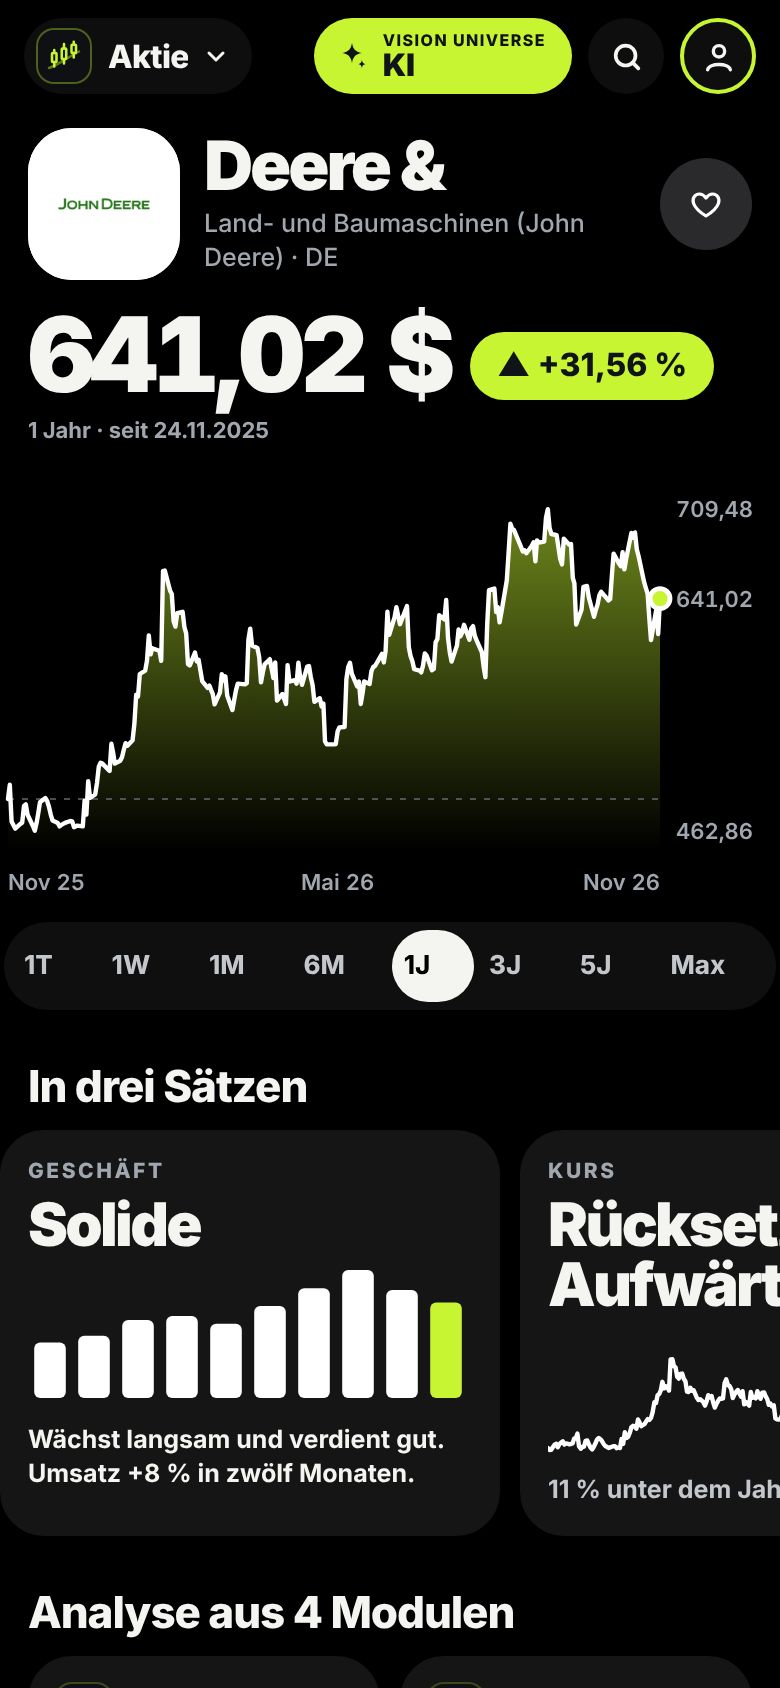 Aktie
VISION UNIVERSE
KI
JOHN DEERE
Deere &
Land- und Baumaschinen (John
Deere) · DE
641,02 $
▲ +31,56 %
1 Jahr · seit 24.11.2025
709,48
641,02
462,86
Nov 25
Mai 26
Nov 26
1T
1W
1M
6M
1J
3J
5J
Max
In drei Sätzen
GESCHÄFT
Solide
Wächst langsam und verdient gut.
Umsatz +8 % in zwölf Monaten.
KURS
Rückset
Aufwärt
11 % unter dem Jah
Analyse aus 4 Modulen